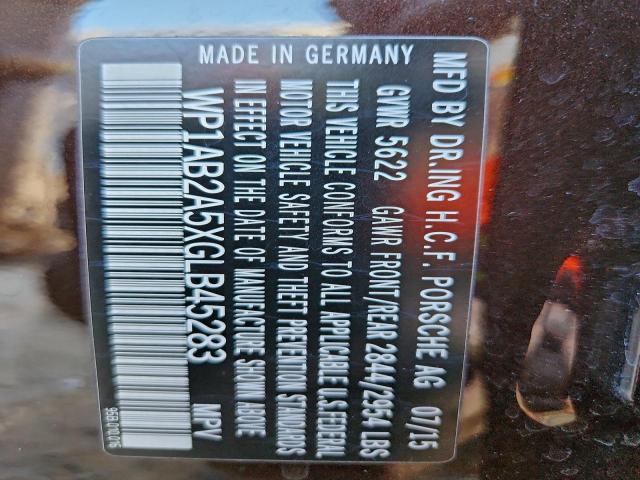 MADE IN GERMANY
MFD BY DR.ING H.C.F. PORSCHE AG 07/15
GVWR 5622 GAWR FRONT/REAR 2844/2954 LBS
THIS VEHICLE CONFORMS TO ALL APPLICABLE U.S FEDERAL
MOTOR VEHICLE SAFETY AND THEFT PREVENTION STANDARDS
IN EFFECT ON THE DATE OF MANUFACTURE SHOWN ABOVE
WP1AB2A5XGLB45283 MPV